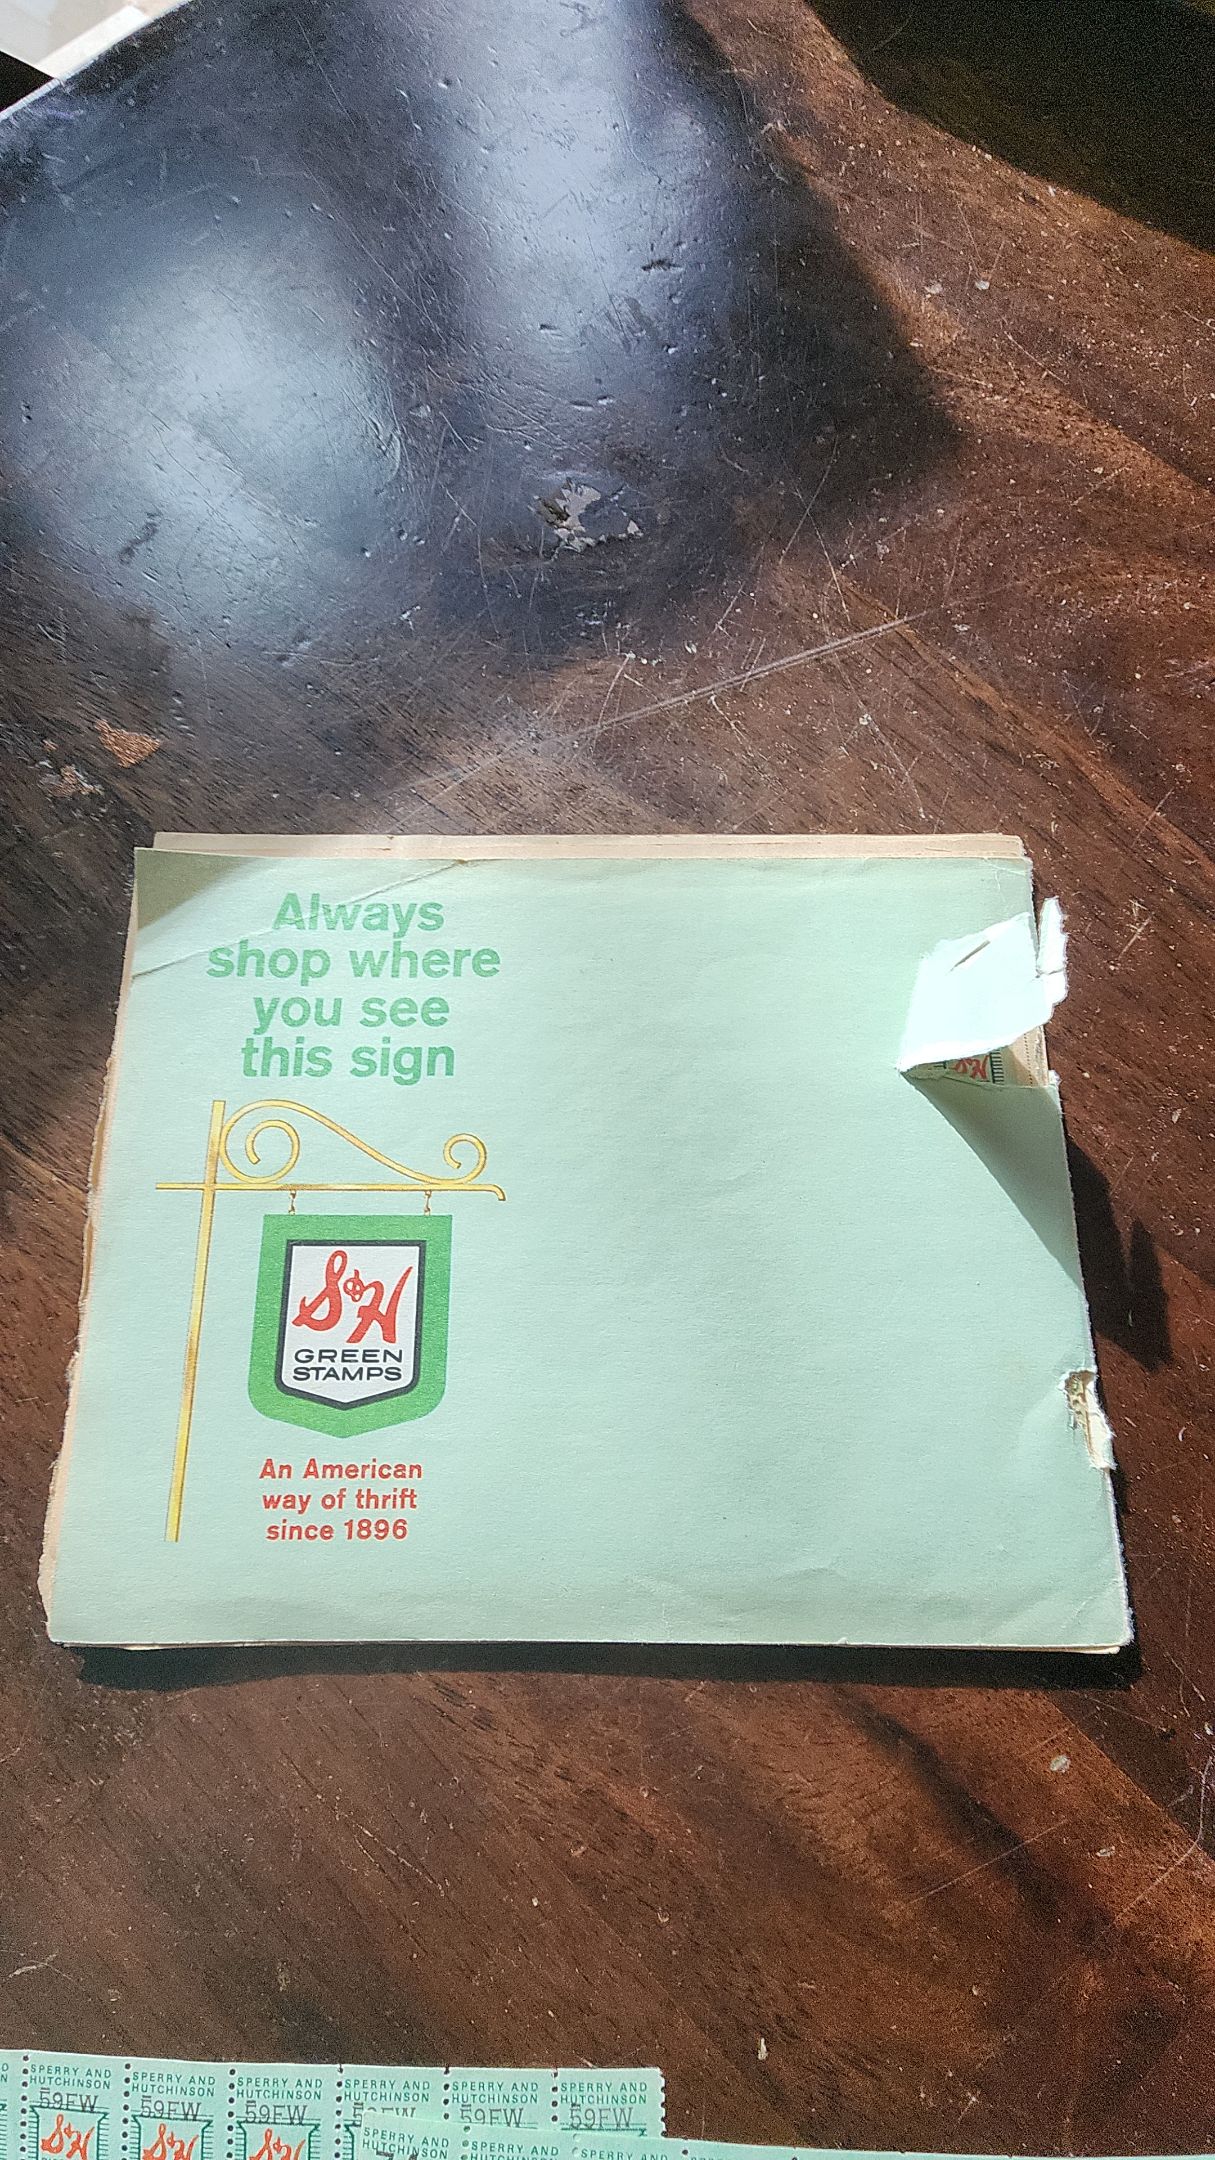 Always
shop where
you see
this sign
S&H
GREEN
STAMPS
An American
way of thrift
since 1896
S&H
SPERRY AND
HUTCHINSON
59FW
S&H
SPERRY AND
HUTCHINSON
59FW
S&H
SPERRY AND
HUTCHINSON
59FW
S&H
SPERRY AND
HUTCHINSON
SPERRY AND
HUTCHINSON
59FW
SPERRY AND
HUTCHINSON
59FW
SPERRY AND
HUTCHINSON
SPERRY AND
HUTCHINSON
SPERRY AND